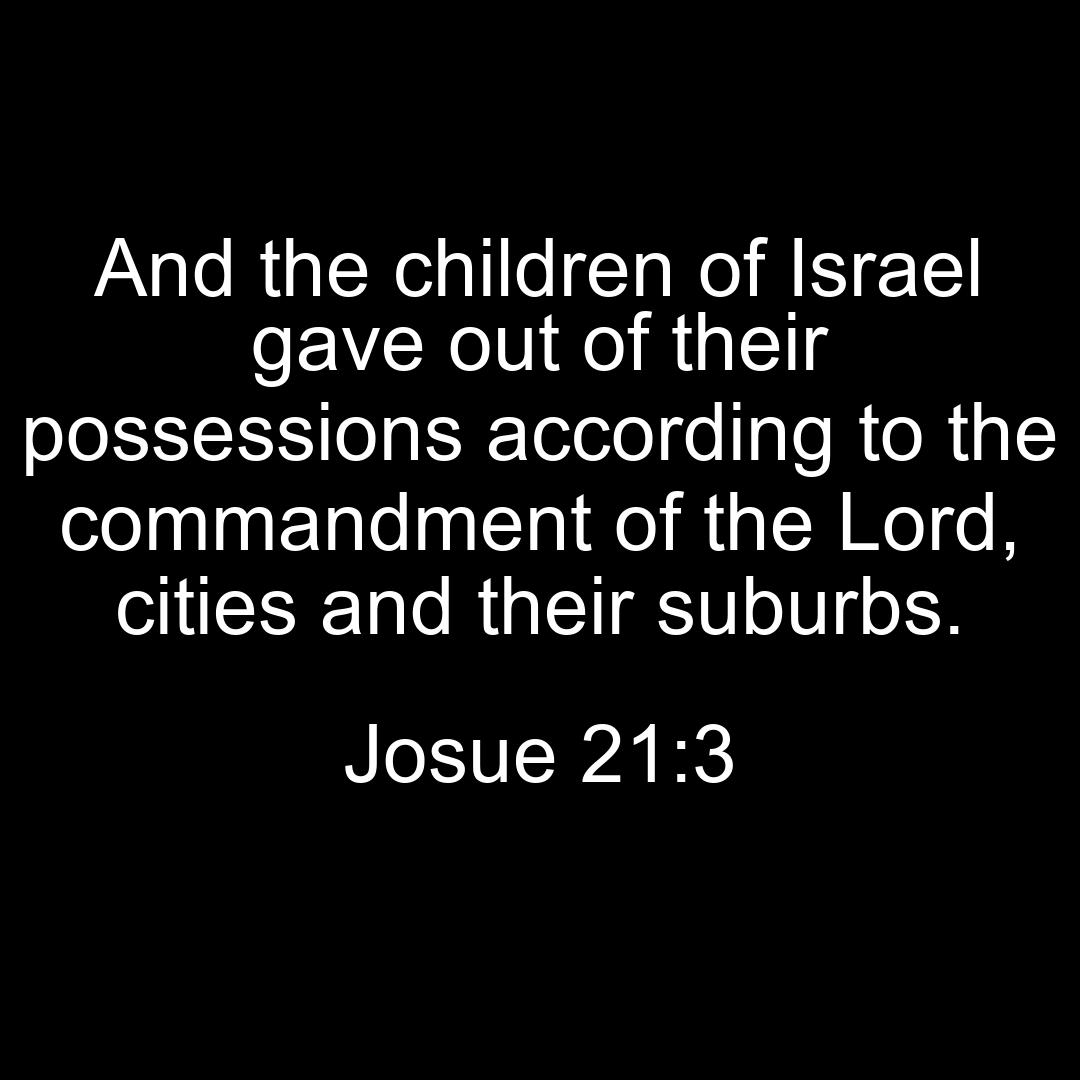 And the children of Israel
gave out of their
possessions according to the
commandment of the Lord,
cities and their suburbs.
Josue 21:3